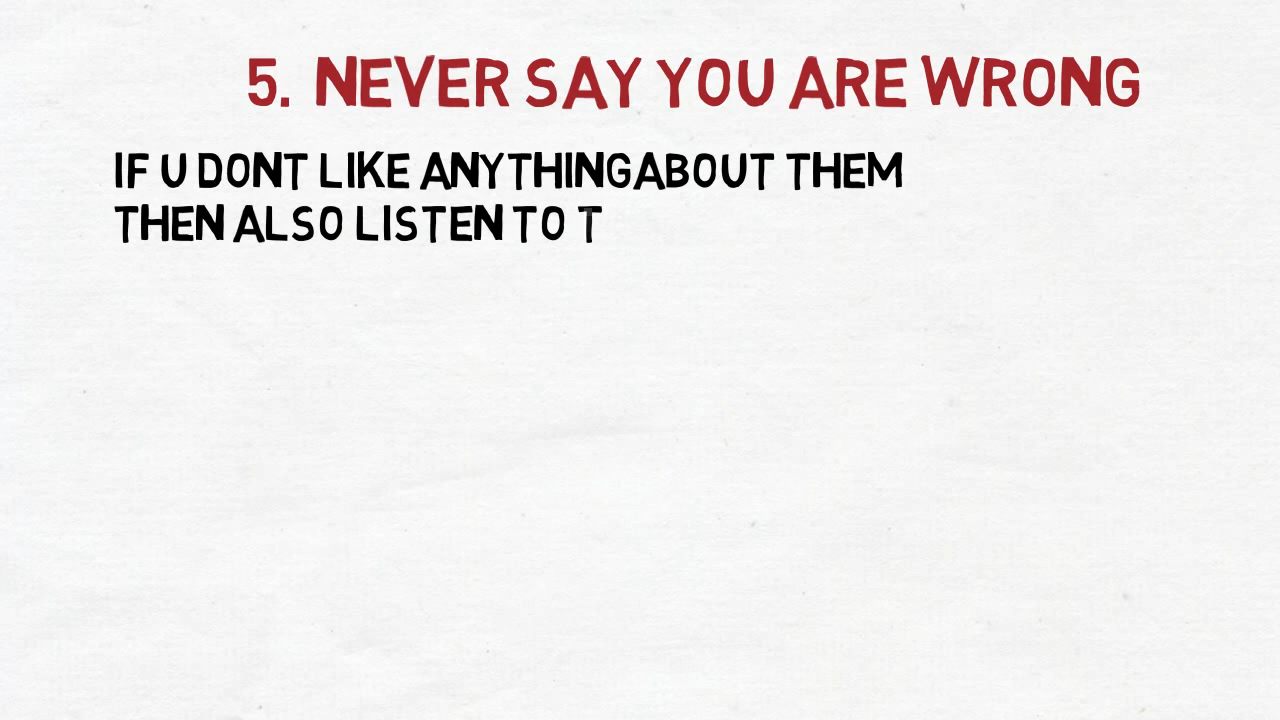 5. NEVER SAY YOU ARE WRONG
IF U DONT LIKE ANYTHINGABOUT THEM
THEN ALSO LISTEN TO T